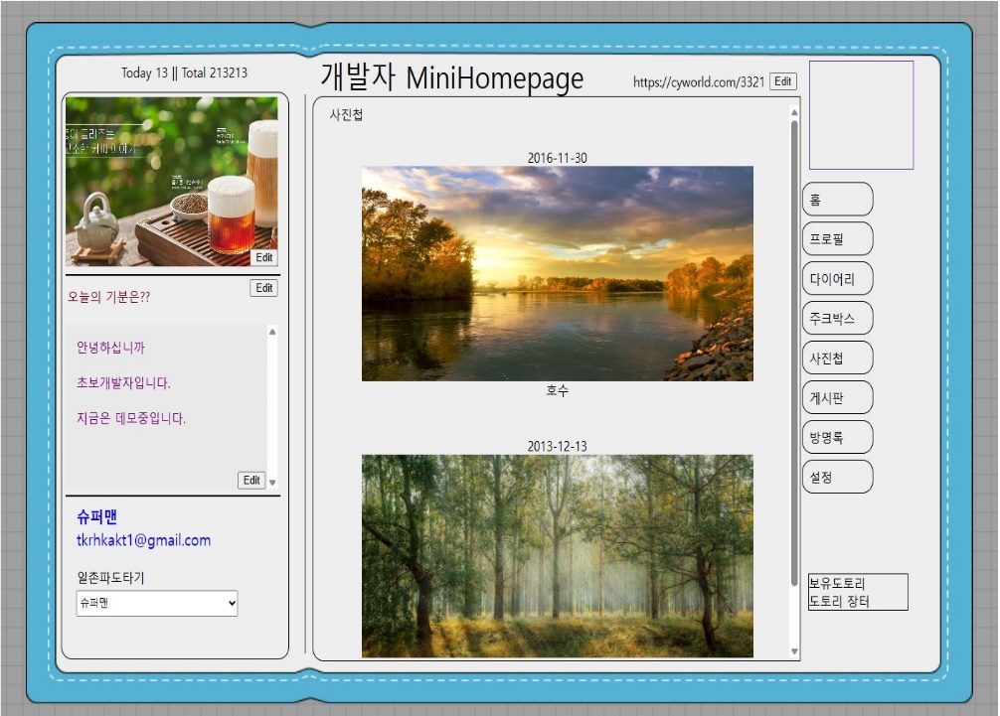 Today 13 || Total 213213
개발자 MiniHomepage
https://cyworld.com/3321
Edit
Edit
오늘의 기분은??
Edit
안녕하십니까
초보개발자입니다.
지금은 데모중입니다.
Edit
슈퍼맨
tkrhkakt1@gmail.com
일촌파도타기
슈퍼맨
사진첩
2016-11-30
호수
2013-12-13
홈
프로필
다이어리
주크박스
사진첩
게시판
방명록
설정
보유도토리
도토리 장터